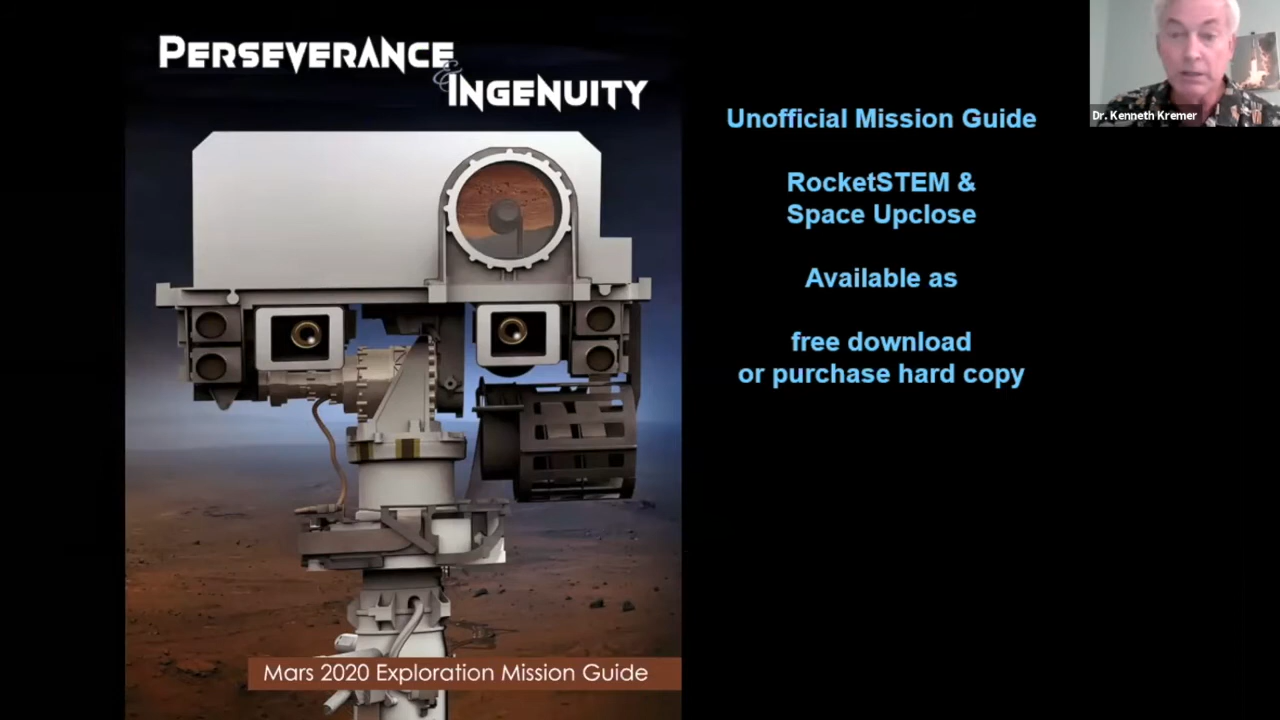 PERSEVERANCE
&
INGENUITY
Mars 2020 Exploration Mission Guide
Unofficial Mission Guide
RocketSTEM &
Space Upclose
Available as
free download
or purchase hard copy
Dr. Kenneth Kremer